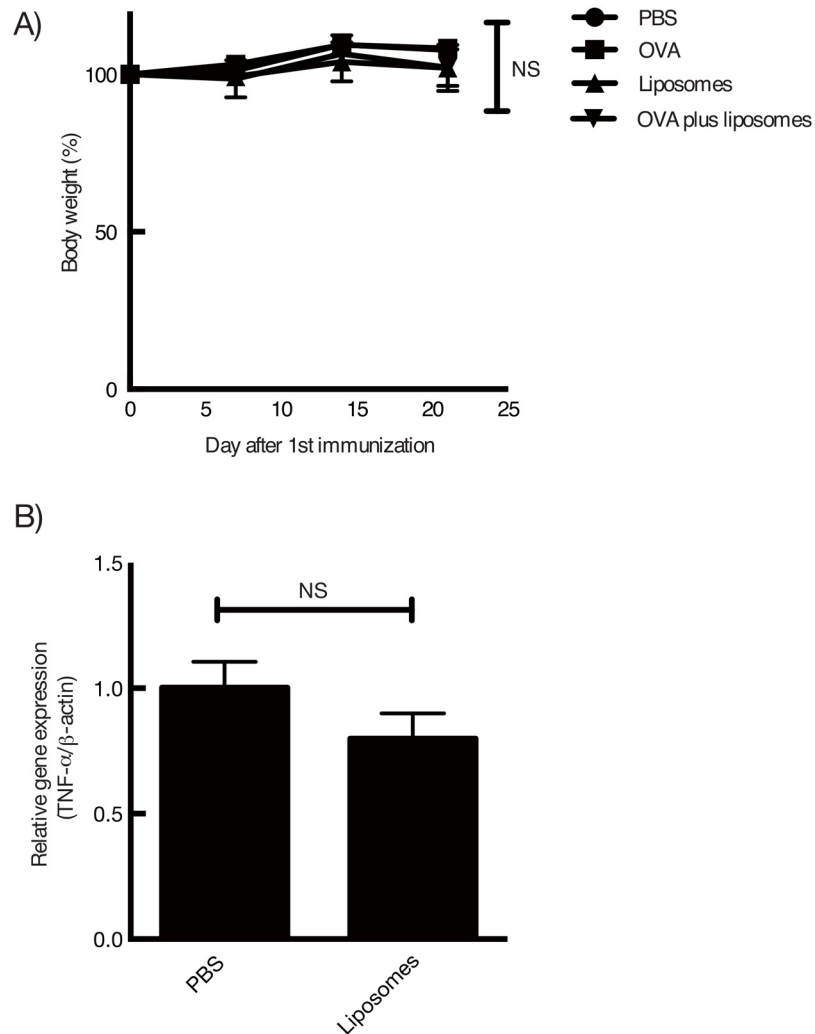 A)
PBS
OVA
Liposomes
OVA plus liposomes
NS
100
50
0
Body weight (%)
0 5 10 15 20 25
Day after 1st immunization
B)
1.5
1.0
0.5
0.0
Relative gene expression
(TNF-α/β-actin)
NS
PBS
Liposomes